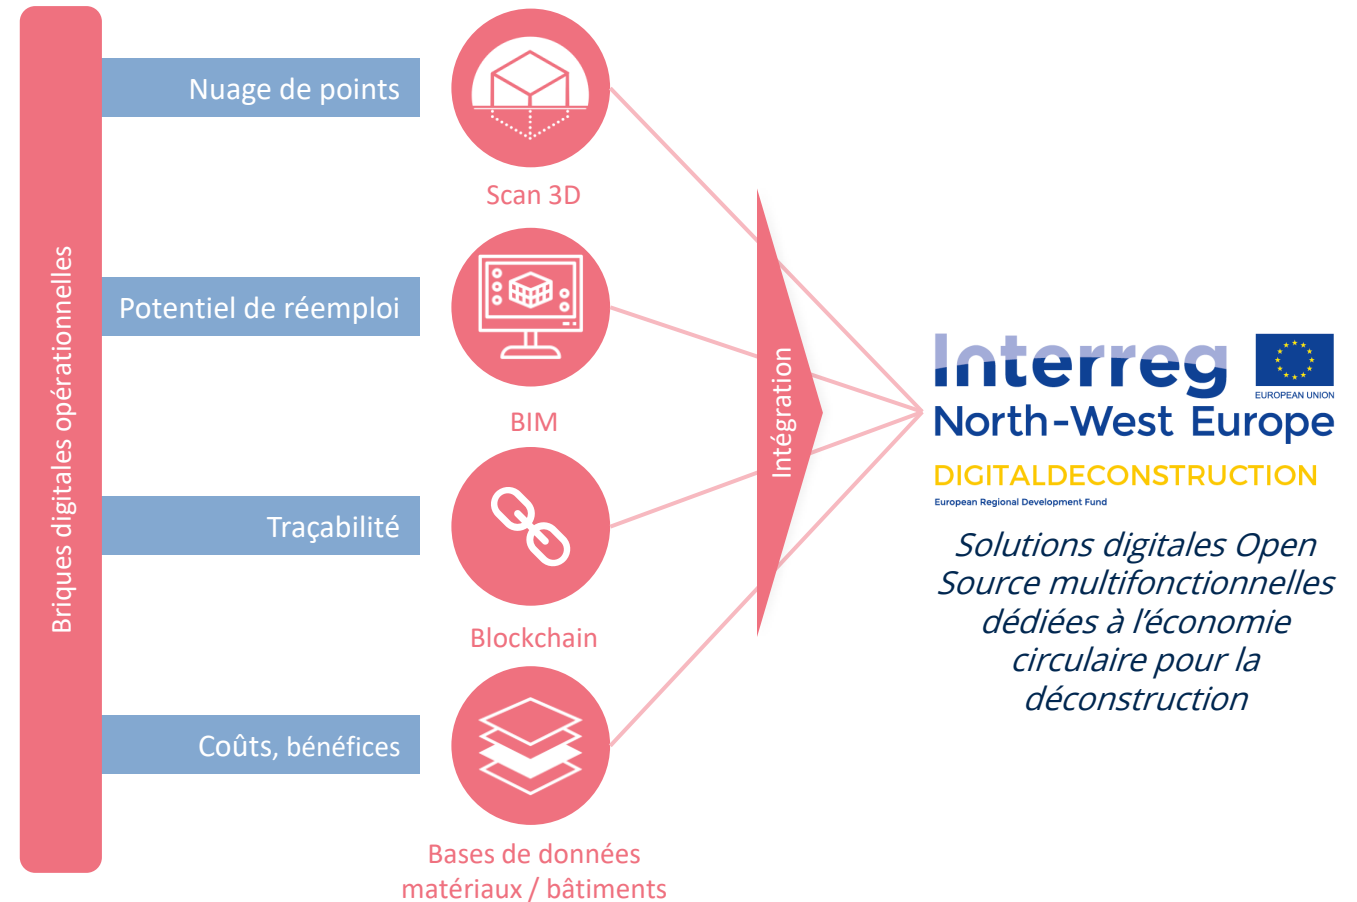 Briques digitales opérationnelles
Nuage de points
Scan 3D
Potentiel de réemploi
BIM
Traçabilité
Blockchain
Coûts, bénéfices
Bases de données
matériaux / bâtiments
Intégration
Interreg
EUROPEAN UNION
North-West Europe
DIGITALDECONSTRUCTION
European Regional Development Fund
Solutions digitales Open
Source multifonctionnelles
dédiées à l’économie
circulaire pour la
déconstruction